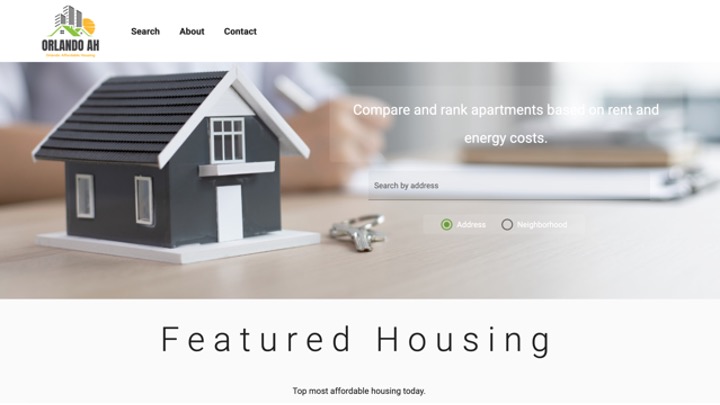 ORLANDO AH
Search About Contact
Compare and rank apartments based on rent and
energy costs.
Search by address
Address Neighborhood
Featured Housing
Top most affordable housing today.